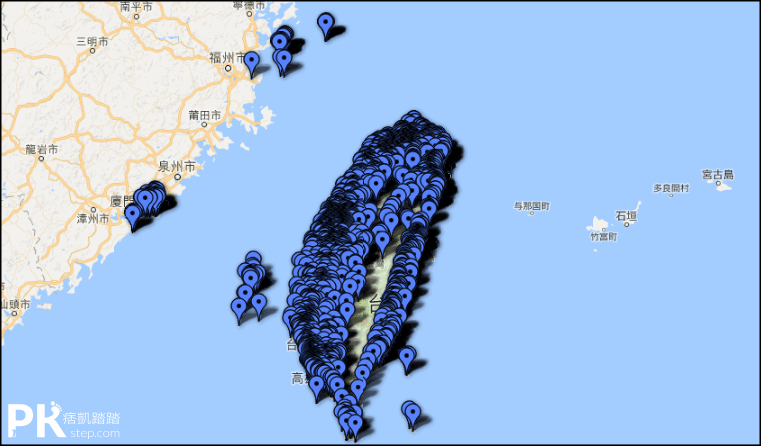 南平市
寧德市
三明市
福州市
莆田市
龍岩市
泉州市
廈門
漳州市
汕頭市
宮古島
多良間村
与那国町
石垣
竹富町
台
台
高
PK 痞凱踏踏
step.com